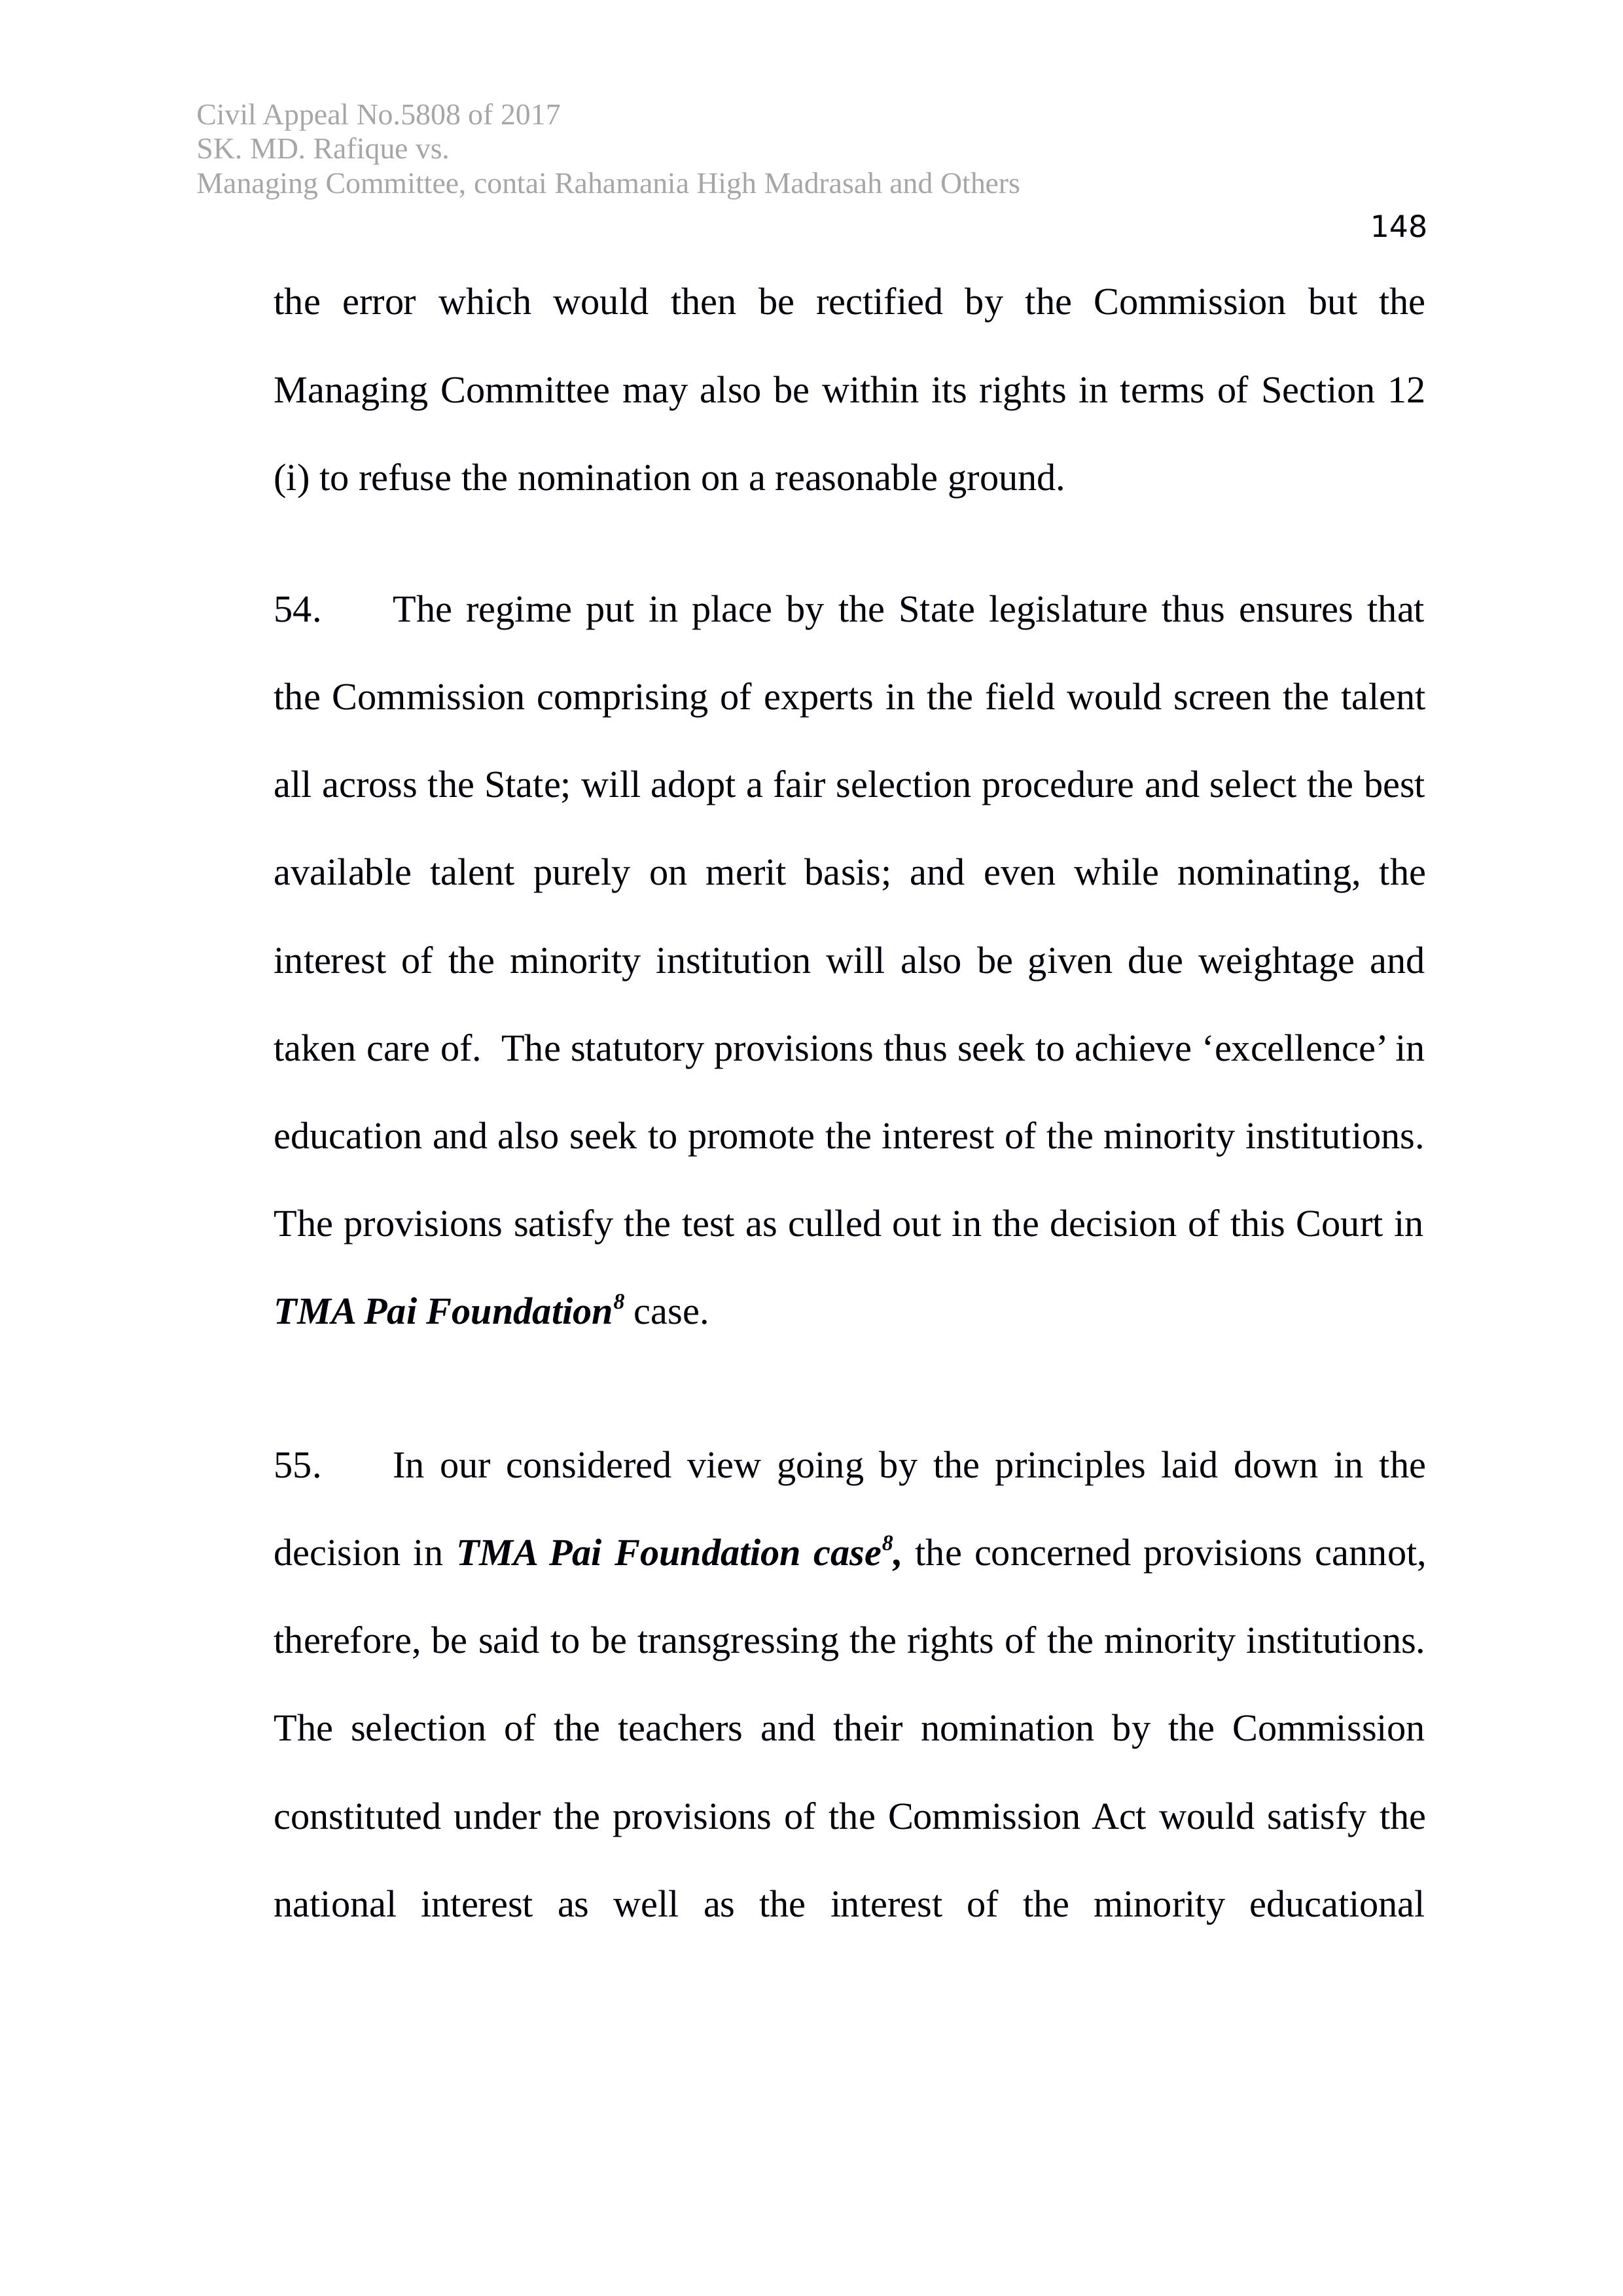 Civil Appeal No.5808 of 2017
SK. MD. Rafique vs.
Managing Committee, contai Rahamania High Madrasah and Others
148
the error which would then be rectified by the Commission but the
Managing Committee may also be within its rights in terms of Section 12
(i) to refuse the nomination on a reasonable ground.
54. The regime put in place by the State legislature thus ensures that
the Commission comprising of experts in the field would screen the talent
all across the State; will adopt a fair selection procedure and select the best
available talent purely on merit basis; and even while nominating, the
interest of the minority institution will also be given due weightage and
taken care of.  The statutory provisions thus seek to achieve ‘excellence’ in
education and also seek to promote the interest of the minority institutions.
The provisions satisfy the test as culled out in the decision of this Court in
TMA Pai Foundation⁸ case.
55. In our considered view going by the principles laid down in the
decision in TMA Pai Foundation case⁸, the concerned provisions cannot,
therefore, be said to be transgressing the rights of the minority institutions.
The selection of the teachers and their nomination by the Commission
constituted under the provisions of the Commission Act would satisfy the
national interest as well as the interest of the minority educational